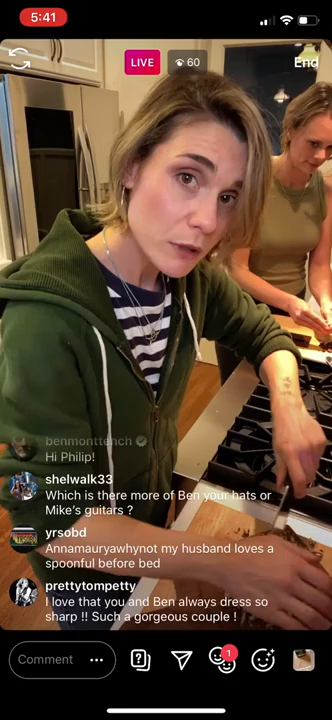 5:41
LIVE
60
End
benmonttench
Hi Philip!
shelwalk33
Which is there more of Ben your hats or
Mike's guitars ?
yrsobd
Annamauryawhynot my husband loves a
spoonful before bed
prettytompetty
I love that you and Ben always dress so
sharp !! Such a gorgeous couple !
Comment
1